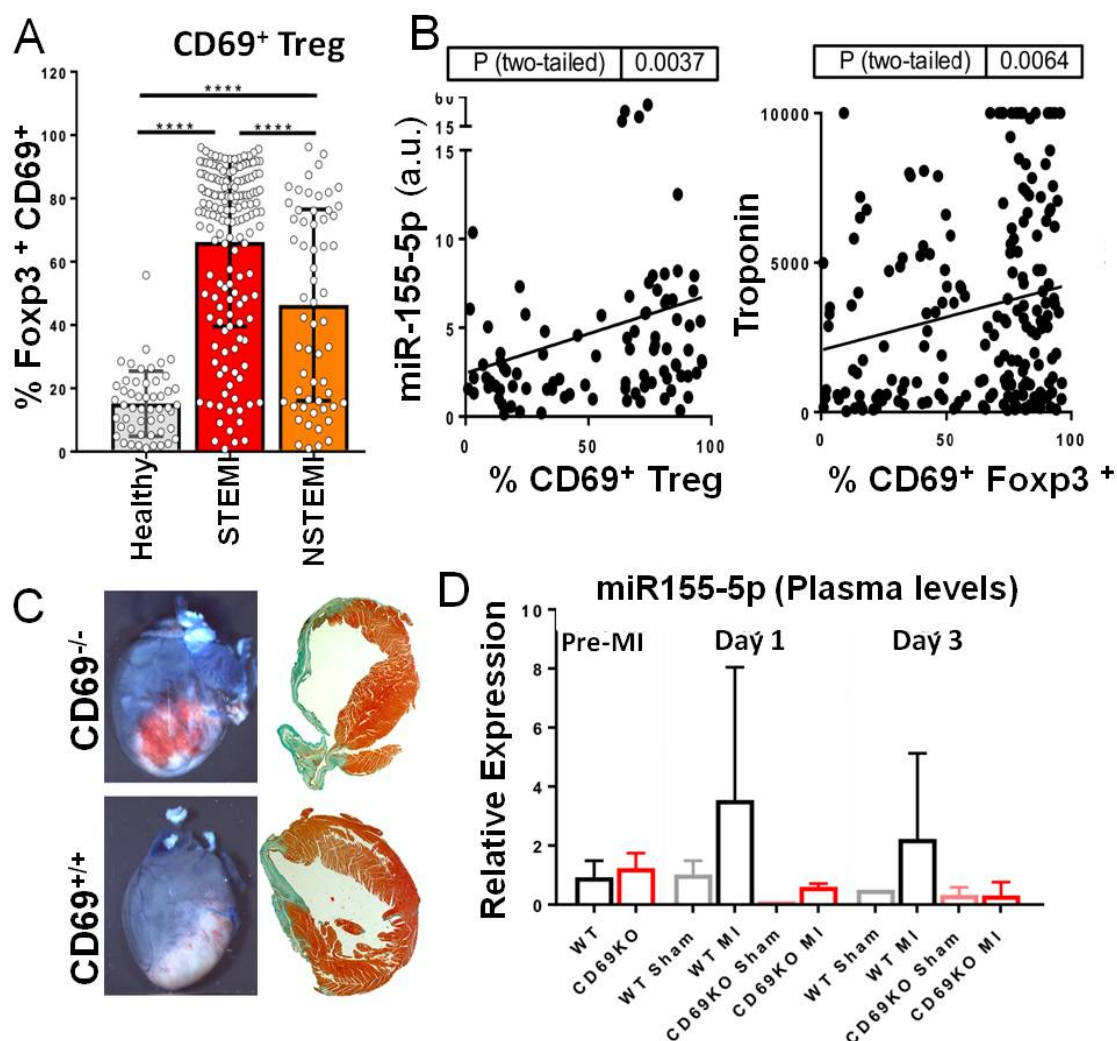 A
CD69+ Treg
% Foxp3 + CD69+
120
100
80
60
40
20
0
****
**** ****
Healthy
STEMI
NSTEMI
B
P (two-tailed) 0.0037
miR-155-5p (a.u.)
60
15
15
10
5
0
0 50 100
% CD69+ Treg
P (two-tailed) 0.0064
Troponin
10000
5000
0
0 50 100
% CD69+ Foxp3 +
C
CD69-/-
CD69+/+
D
miR155-5p (Plasma levels)
Relative Expression
10
8
6
4
2
0
Pre-MI Day 1 Day 3
WT
CD69KO
WT Sham
WT MI
CD69KO Sham
CD69KO MI
WT Sham
WT MI
CD69KO Sham
CD69KO MI